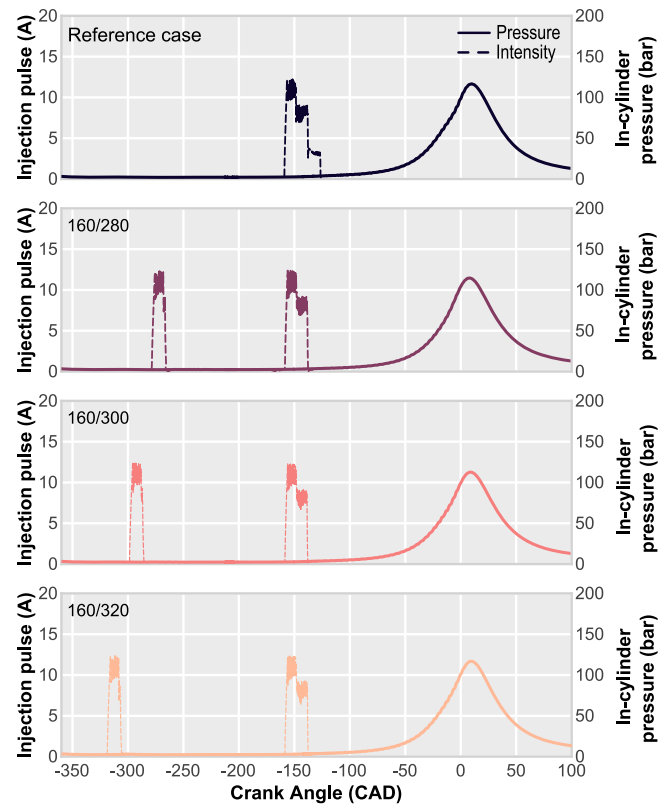 Reference case
Pressure
Intensity
Injection pulse (A)
20
15
10
5
0
200
150
100
50
0
In-cylinder
pressure (bar)
160/280
Injection pulse (A)
20
15
10
5
0
200
150
100
50
0
In-cylinder
pressure (bar)
160/300
Injection pulse (A)
20
15
10
5
0
200
150
100
50
0
In-cylinder
pressure (bar)
160/320
Injection pulse (A)
20
15
10
5
0
200
150
100
50
0
In-cylinder
pressure (bar)
-350 -300 -250 -200 -150 -100 -50 0 50 100
Crank Angle (CAD)